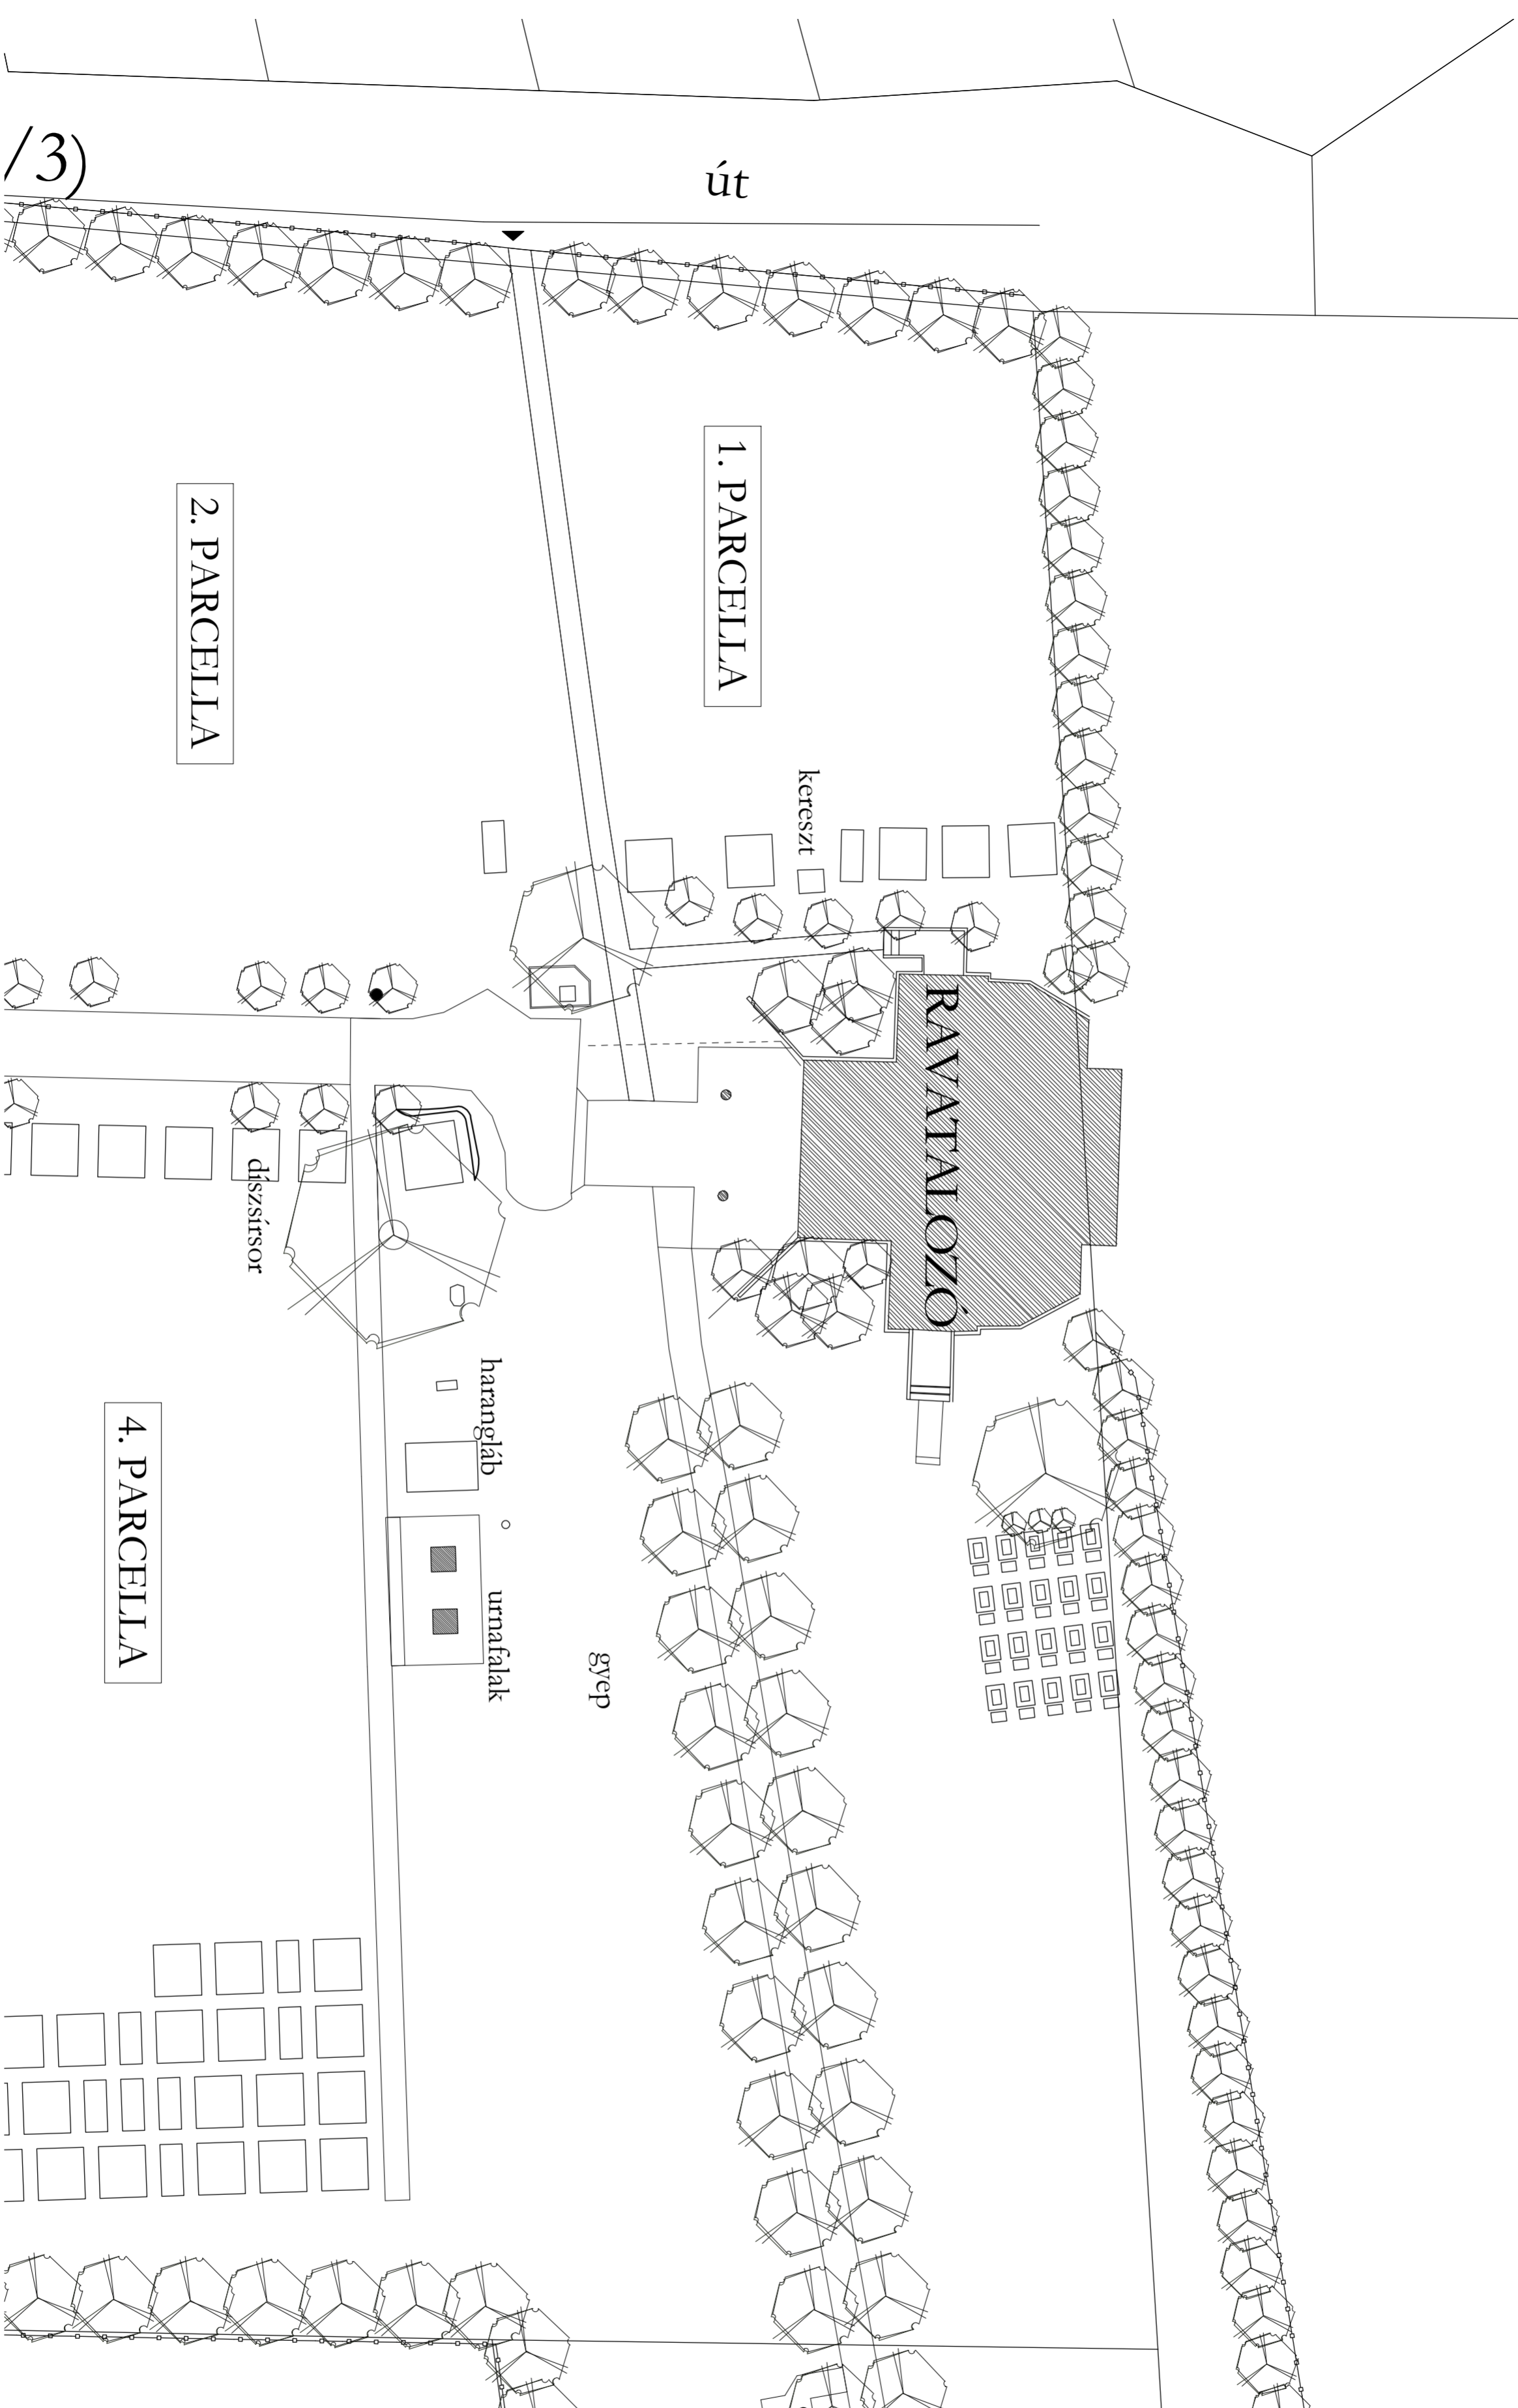 /3)
út
1. PARCELLA
2. PARCELLA
kereszt
RAVATALOZÓ
díszsírsor
harangláb
4. PARCELLA
urnafalak
gyep